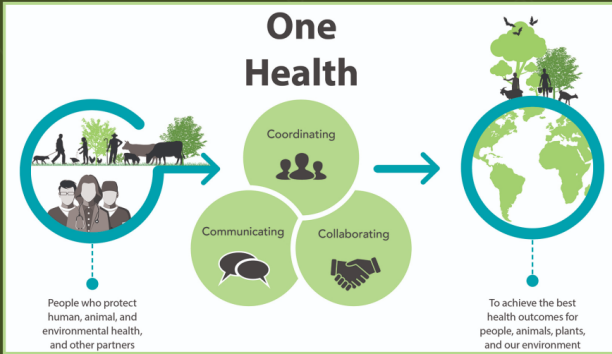 One
Health
Coordinating
Communicating
Collaborating
People who protect
human, animal, and
environmental health,
and other partners
To achieve the best
health outcomes for
people, animals, plants,
and our environment